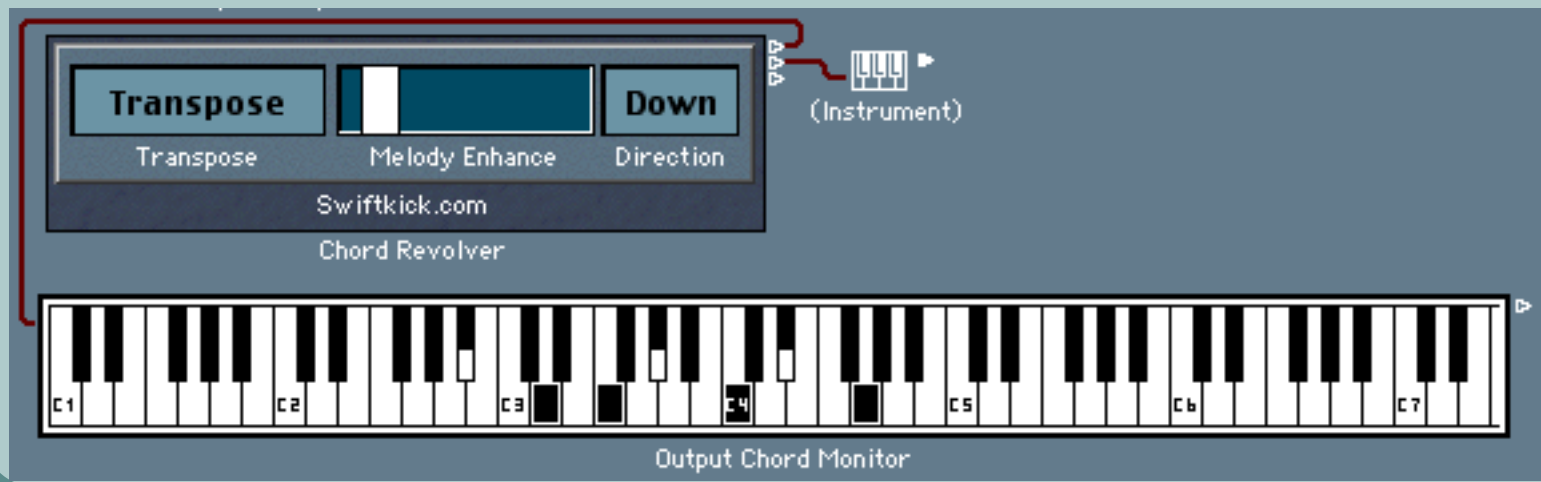 Transpose Down
Transpose Melody Enhance Direction
(Instrument)
Swiftkick.com
Chord Revolver
C1 C2 C3 C4 C5 C6 C7
Output Chord Monitor